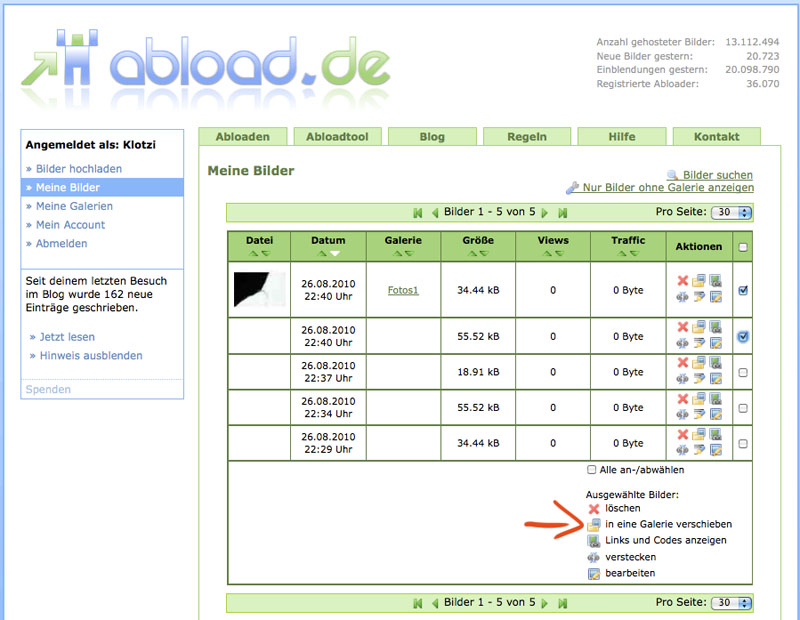 abload.de
Anzahl gehosteter Bilder: 13.112.494
Neue Bilder gestern: 20.723
Einblendungen gestern: 20.098.790
Registrierte Abloader: 36.070
Angemeldet als: Klotzi
» Bilder hochladen
» Meine Bilder
» Meine Galerien
» Mein Account
» Abmelden
Seit deinem letzten Besuch
im Blog wurde 162 neue
Einträge geschrieben.
» Jetzt lesen
» Hinweis ausblenden
Spenden
Abloaden Abloadtool Blog Regeln Hilfe Kontakt
Meine Bilder
Bilder suchen
Nur Bilder ohne Galerie anzeigen
Bilder 1 - 5 von 5 Pro Seite: 30
Datei Datum Galerie Größe Views Traffic Aktionen
26.08.2010
22:40 Uhr Fotos1 34.44 kB 0 0 Byte
26.08.2010
22:40 Uhr 55.52 kB 0 0 Byte
26.08.2010
22:37 Uhr 18.91 kB 0 0 Byte
26.08.2010
22:34 Uhr 55.52 kB 0 0 Byte
26.08.2010
22:29 Uhr 34.44 kB 0 0 Byte
Alle an-/abwählen
Ausgewählte Bilder:
löschen
in eine Galerie verschieben
Links und Codes anzeigen
verstecken
bearbeiten
Bilder 1 - 5 von 5 Pro Seite: 30